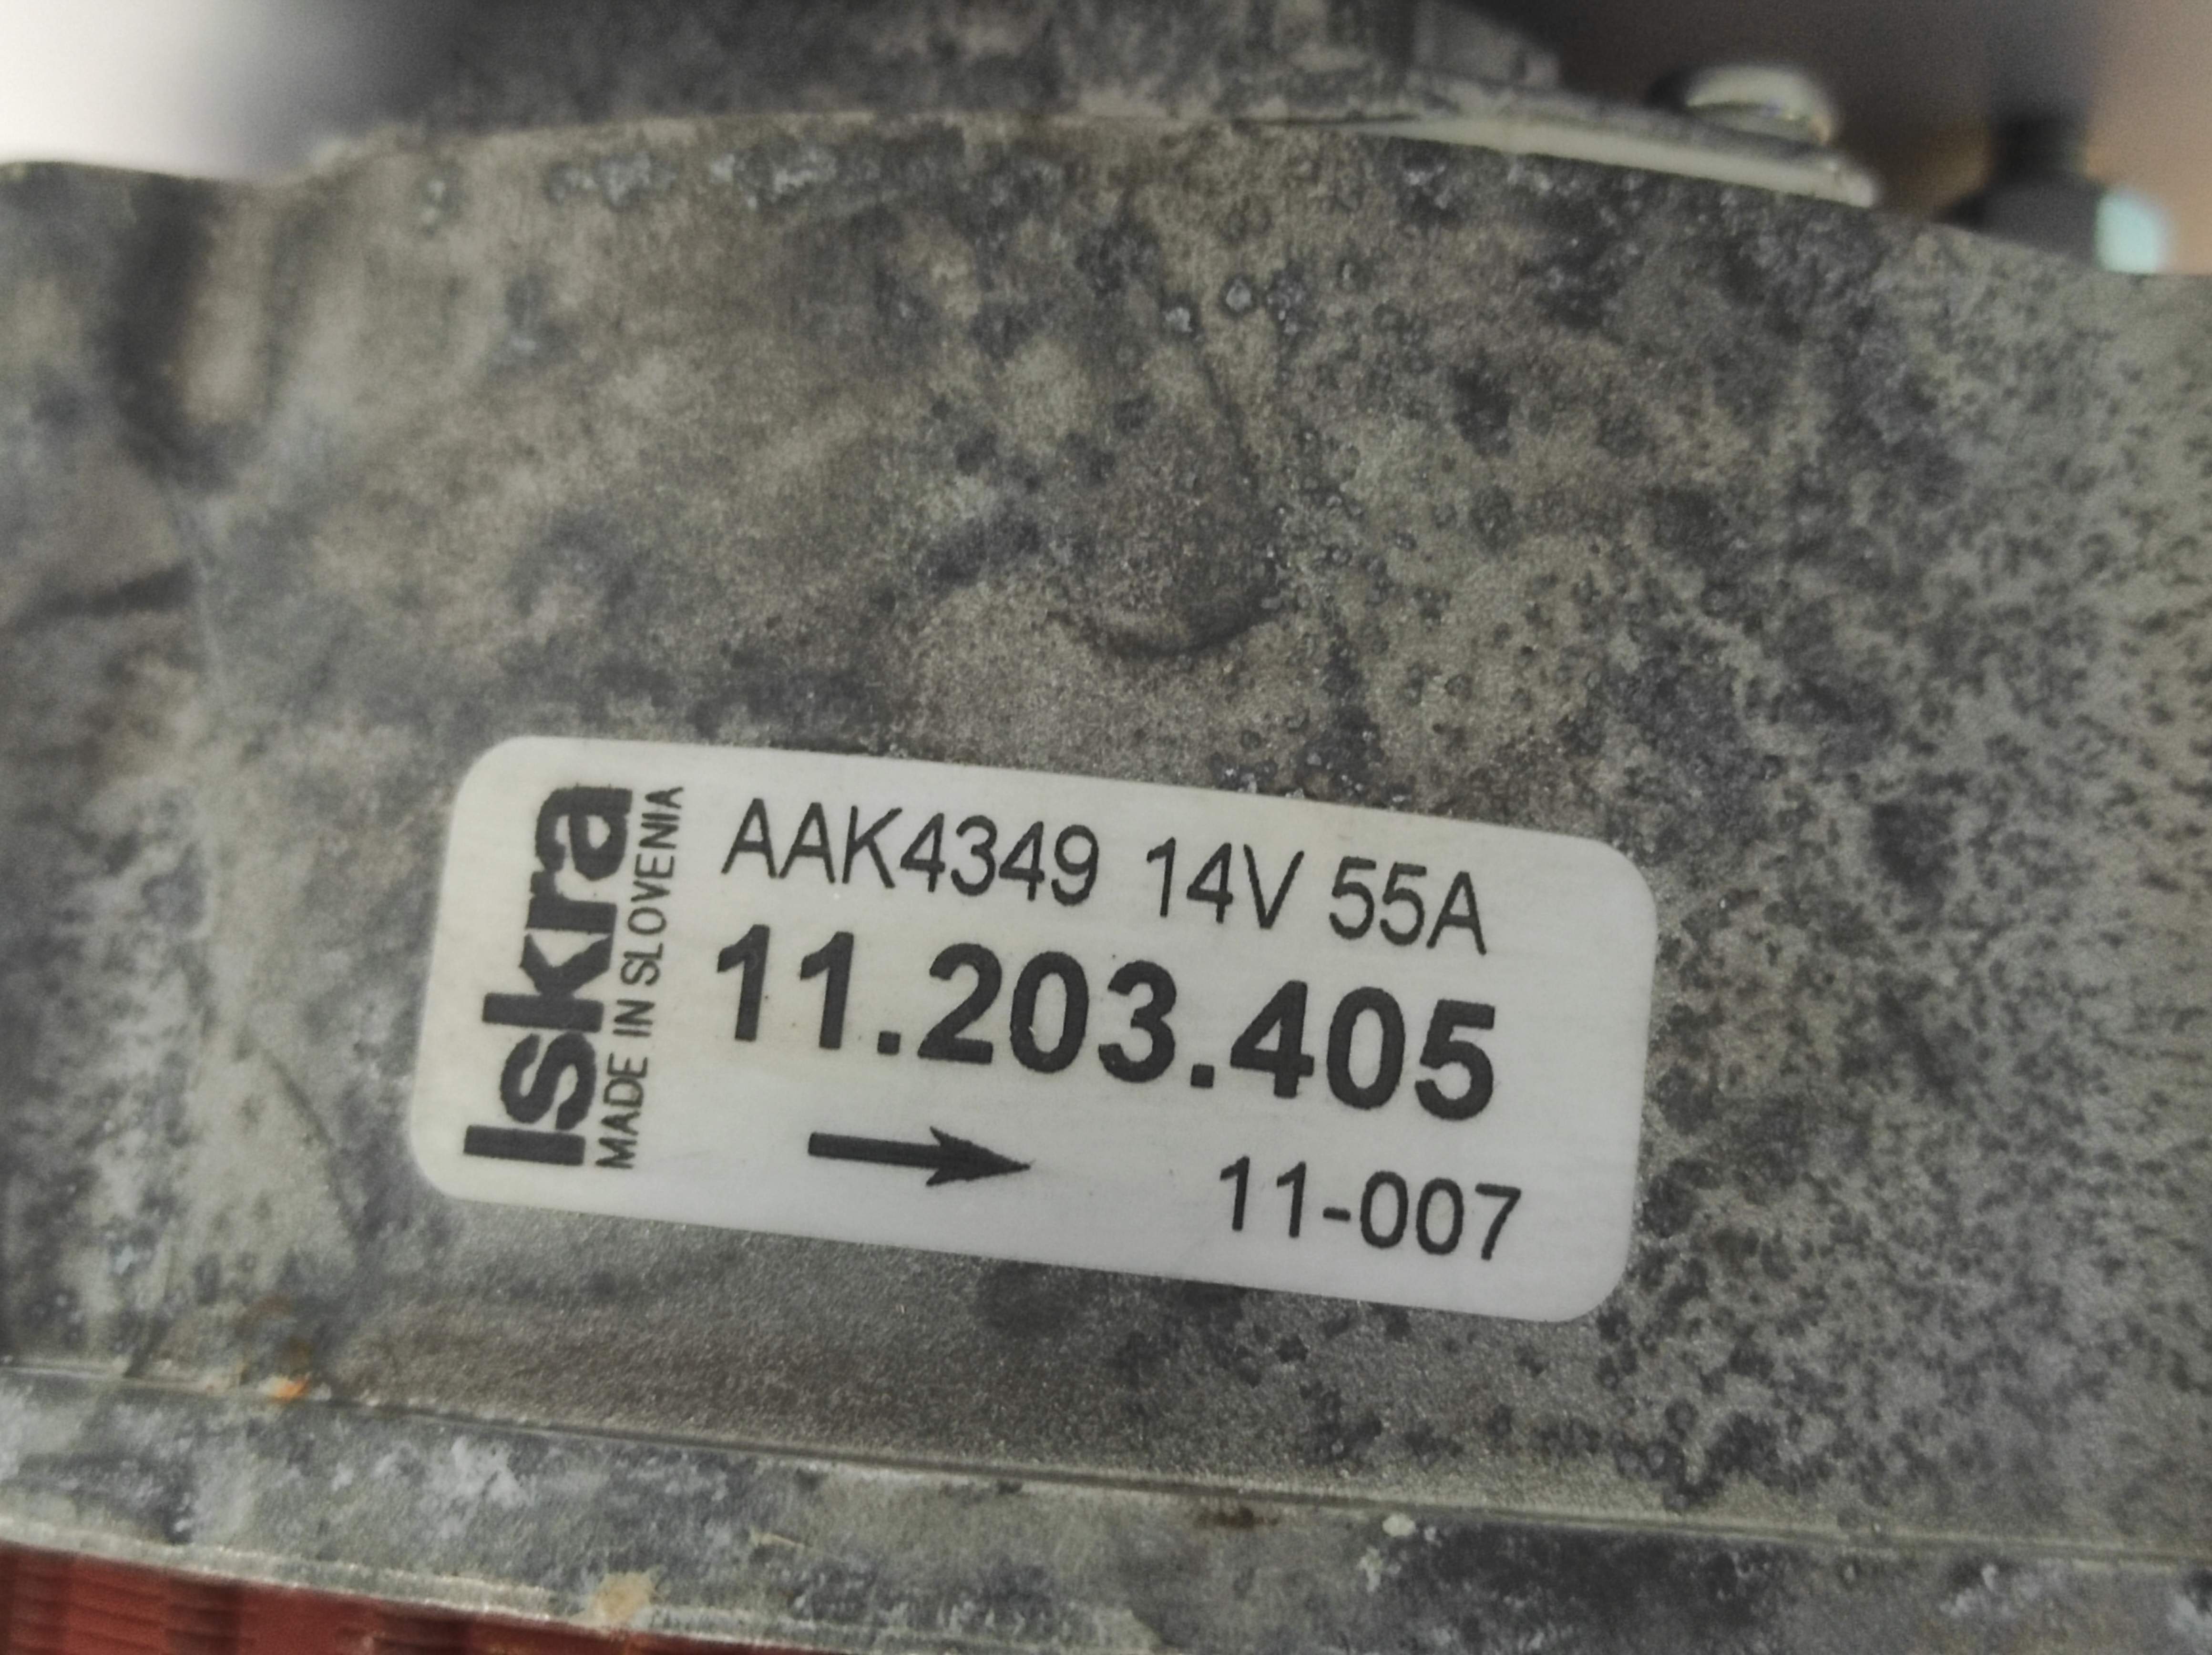 Iskra
MADE IN SLOVENIA
AAK4349 14V 55A
11.203.405
11-007